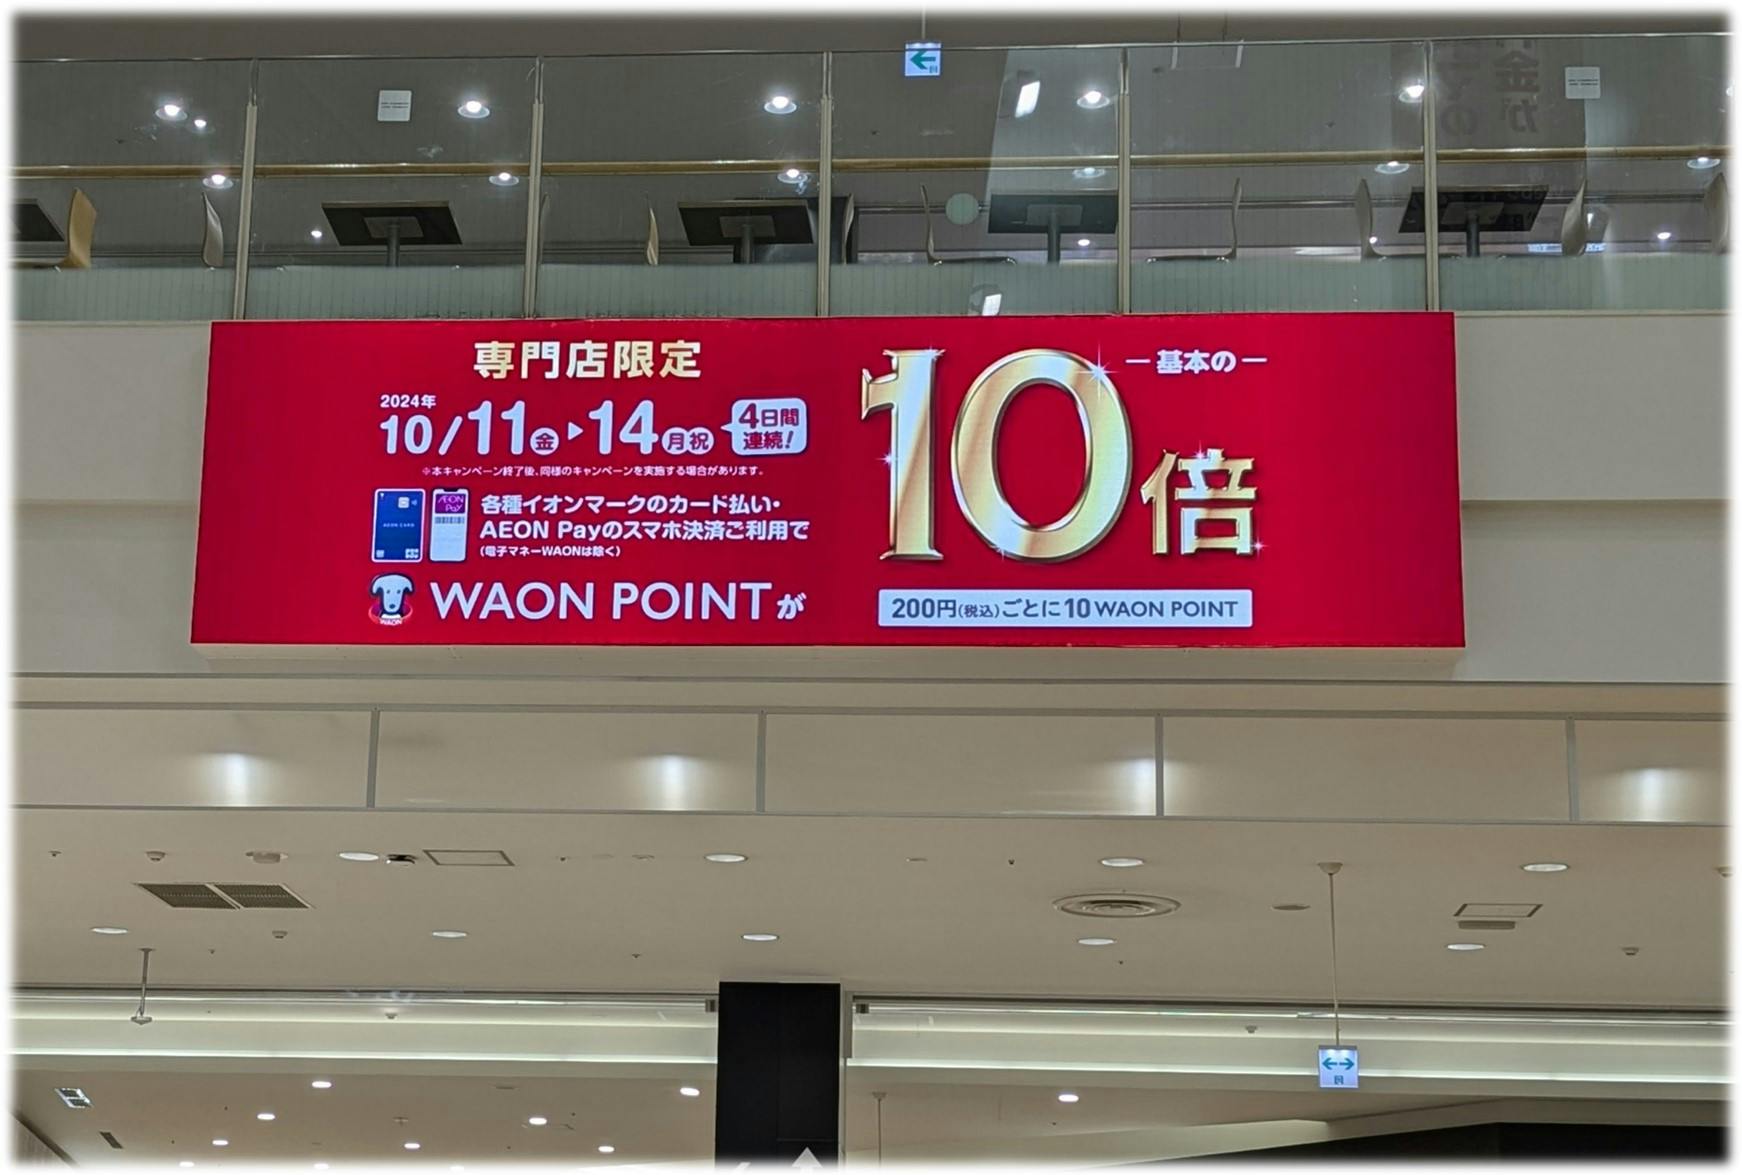 専門店限定
2024年
10/11金▶14月祝
4日間
連続!
※本キャンペーン終了後、同様のキャンペーンを実施する場合があります。
AEON CARD
AEON
Pay
各種イオンマークのカード払い・
AEON Payのスマホ決済ご利用で
(電子マネーWAONは除く)
WAON
WAON POINTが
基本の
10倍
200円(税込)ごとに10 WAON POINT